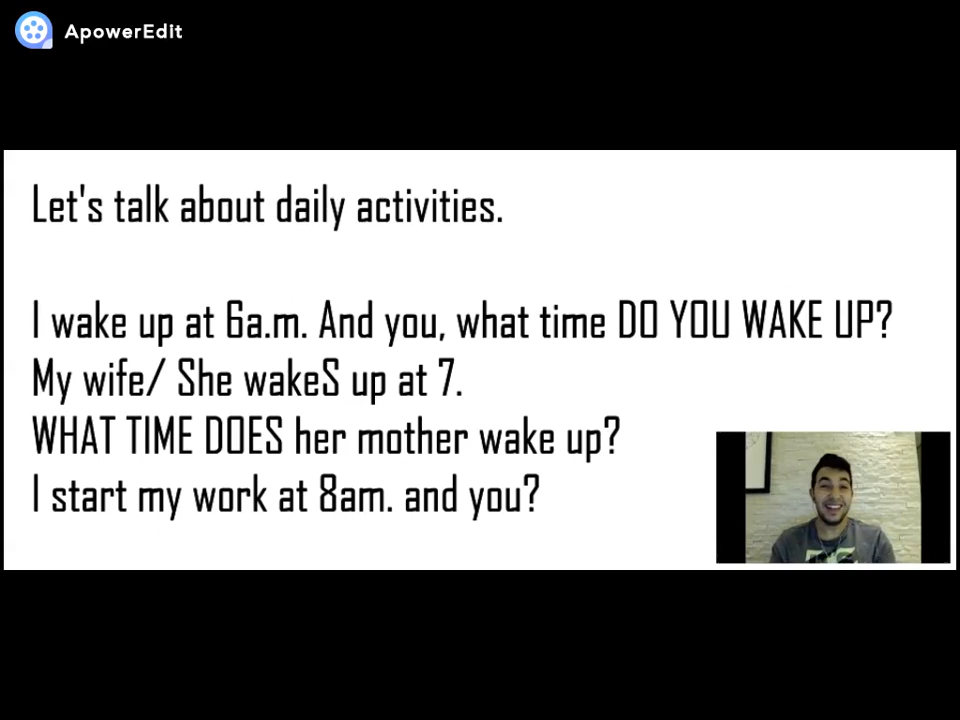 ApowerEdit
Let's talk about daily activities.
I wake up at 6a.m. And you, what time DO YOU WAKE UP?
My wife/ She wakeS up at 7.
WHAT TIME DOES her mother wake up?
I start my work at 8am. and you?